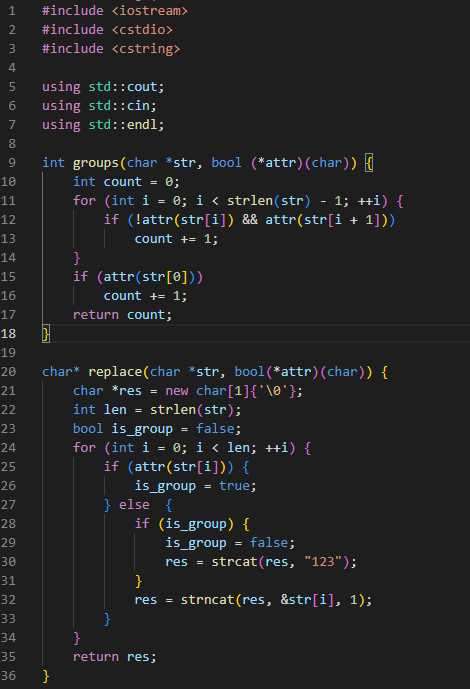 1 #include <iostream>
2 #include <cstdio>
3 #include <cstring>
4
5 using std::cout;
6 using std::cin;
7 using std::endl;
8
9 int groups(char *str, bool (*attr)(char)) {
10     int count = 0;
11     for (int i = 0; i < strlen(str) - 1; ++i) {
12         if (!attr(str[i]) && attr(str[i + 1]))
13             count += 1;
14     }
15     if (attr(str[0]))
16         count += 1;
17     return count;
18 }
19
20 char* replace(char *str, bool(*attr)(char)) {
21     char *res = new char[1]{'\0'};
22     int len = strlen(str);
23     bool is_group = false;
24     for (int i = 0; i < len; ++i) {
25         if (attr(str[i])) {
26             is_group = true;
27         } else  {
28             if (is_group) {
29                 is_group = false;
30                 res = strcat(res, "123");
31             }
32             res = strncat(res, &str[i], 1);
33         }
34     }
35     return res;
36 }